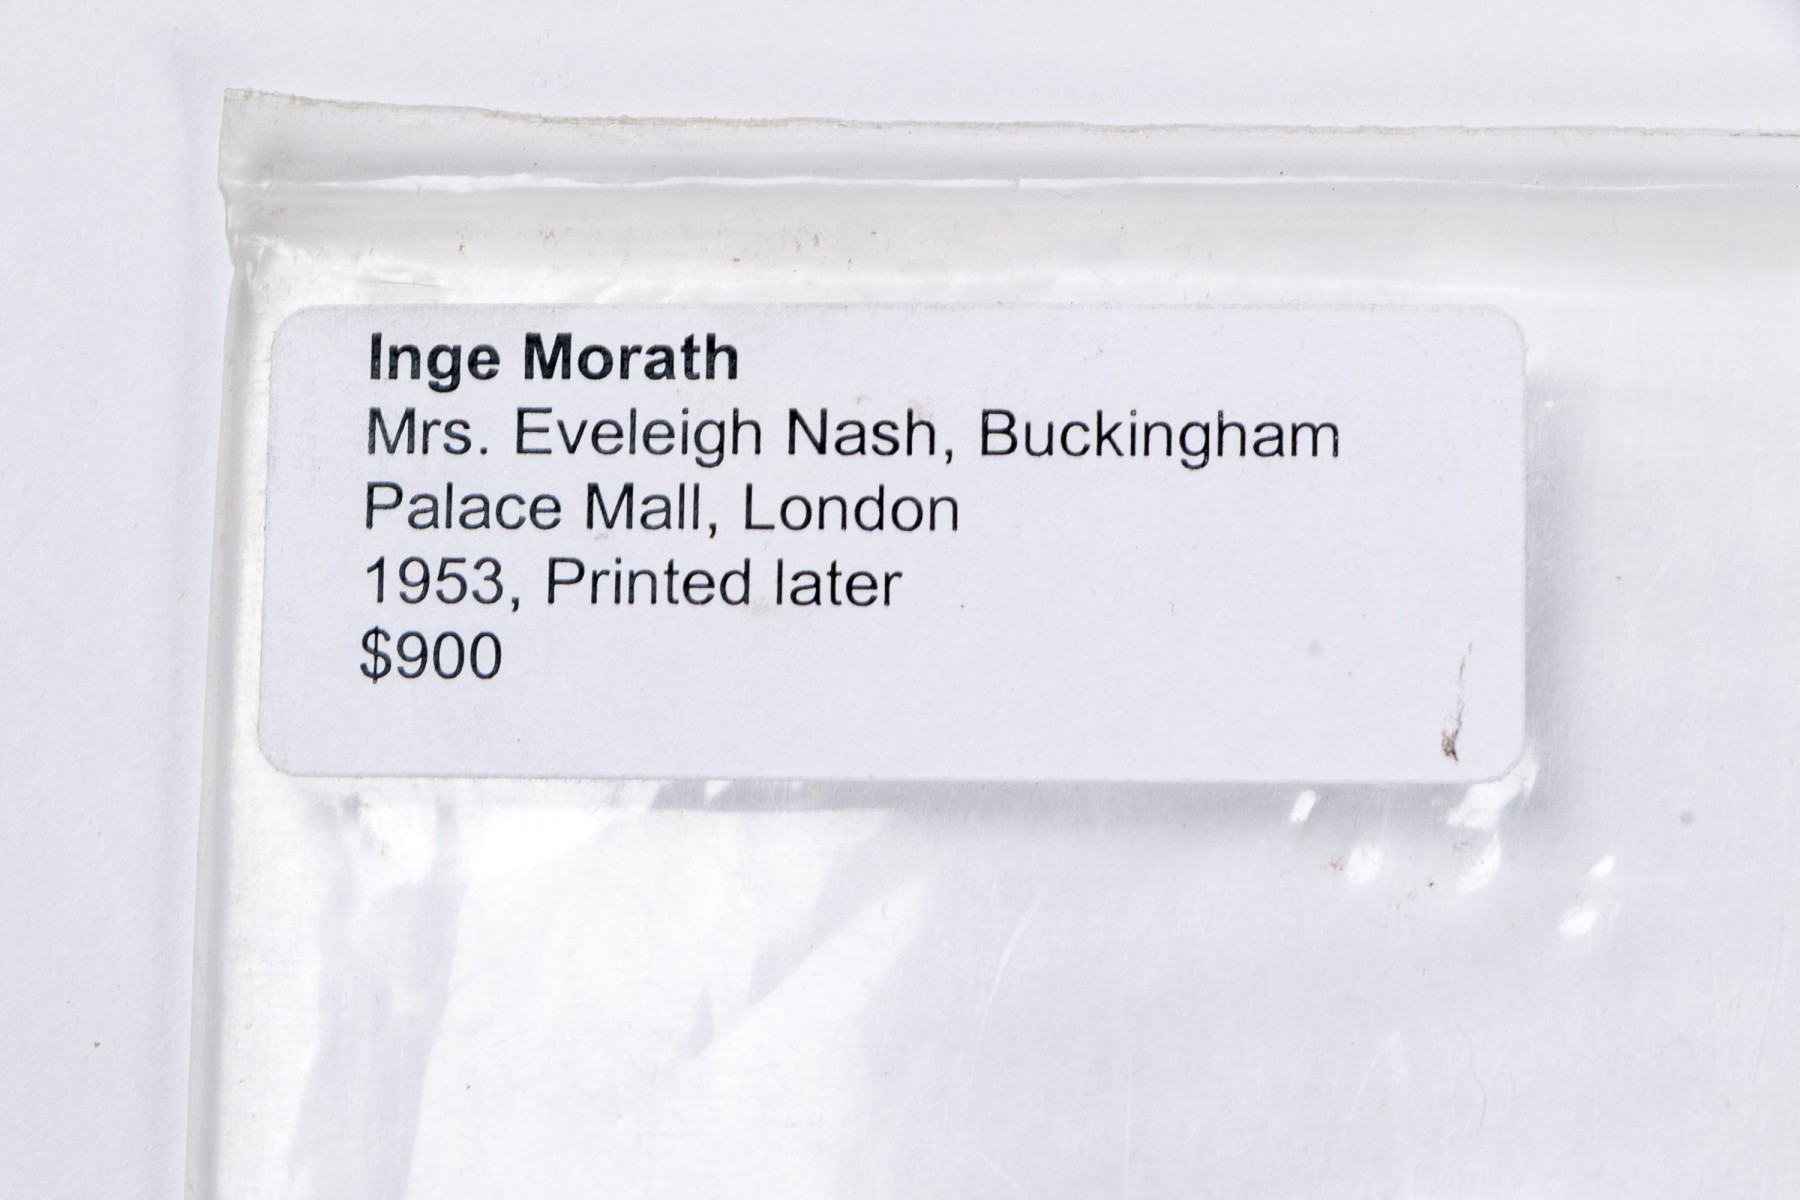 Inge Morath
Mrs. Eveleigh Nash, Buckingham
Palace Mall, London
1953, Printed later
$900